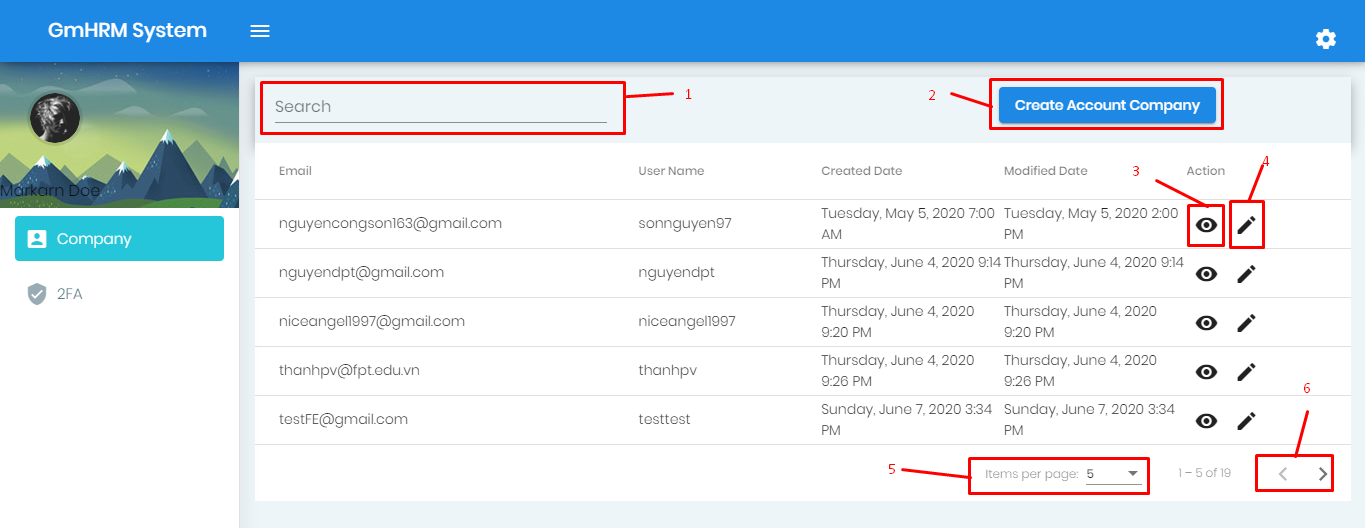 GmHRM System
Search
1
2
Create Account Company
Markarn Doe
Company
2FA
3
4
Email User Name Created Date Modified Date Action
nguyencongson163@gmail.com sonnguyen97 Tuesday, May 5, 2020 7:00 AM Tuesday, May 5, 2020 2:00 PM
nguyendpt@gmail.com nguyendpt Thursday, June 4, 2020 9:14 PM Thursday, June 4, 2020 9:14 PM
niceangel1997@gmail.com niceangel1997 Thursday, June 4, 2020 9:20 PM Thursday, June 4, 2020 9:20 PM
thanhpv@fpt.edu.vn thanhpv Thursday, June 4, 2020 9:26 PM Thursday, June 4, 2020 9:26 PM
testFE@gmail.com testtest Sunday, June 7, 2020 3:34 PM Sunday, June 7, 2020 3:34 PM
6
5
Items per page: 5 1 – 5 of 19